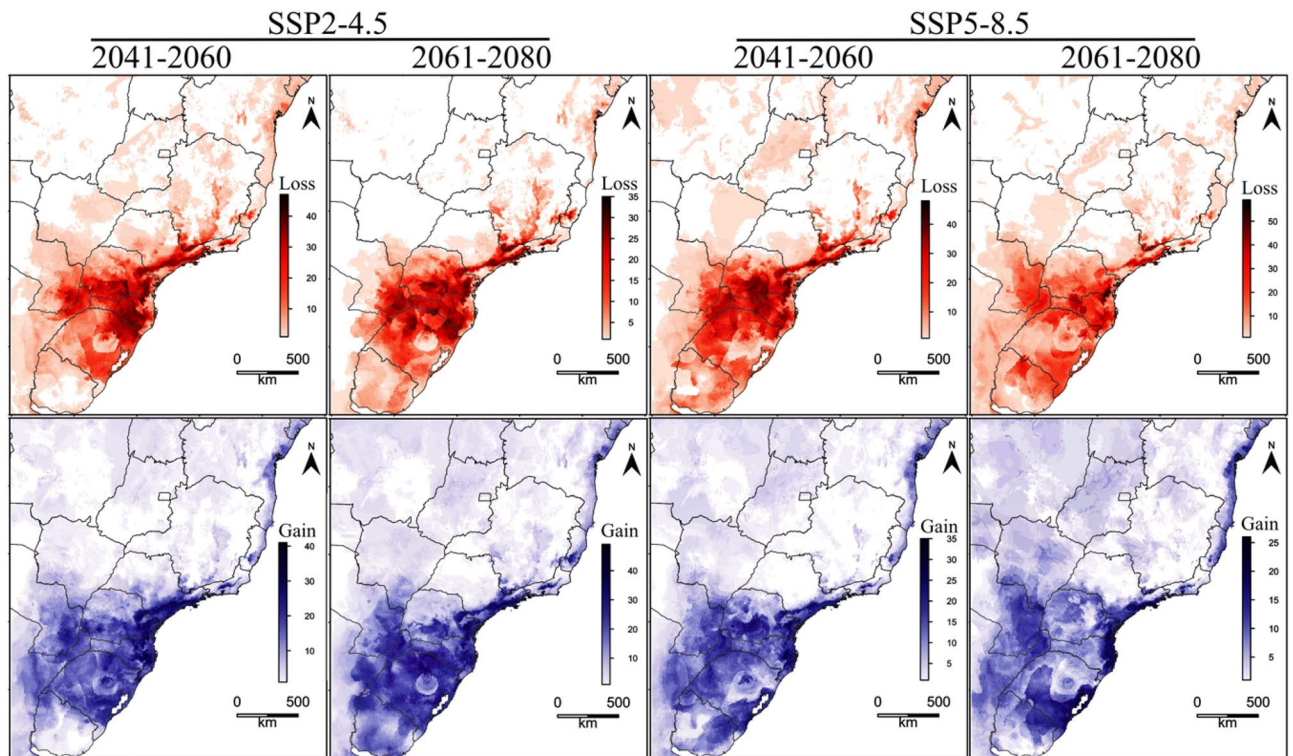 SSP2-4.5 SSP5-8.5
2041-2060 2061-2080 2041-2060 2061-2080
N N N N
Loss Loss Loss Loss
40 30 20 10
35 30 25 20 15 10 5
40 30 20 10
50 40 30 20 10
0 500 0 500 0 500 0 500
km km km km
N N N N
Gain Gain Gain Gain
40 30 20 10
40 30 20 10
35 30 25 20 15 10 5
25 20 15 10 5
0 500 0 500 0 500 0 500
km km km km